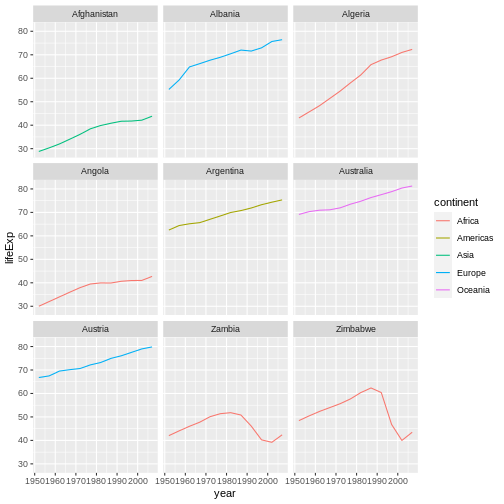 Afghanistan Albania Algeria
80
70
60
50
40
30
Angola Argentina Australia
80
70
60
50
40
30
Austria Zambia Zimbabwe
80
70
60
50
40
30
1950 1960 1970 1980 1990 2000 1950 1960 1970 1980 1990 2000 1950 1960 1970 1980 1990 2000
year
lifeExp
continent
Africa
Americas
Asia
Europe
Oceania